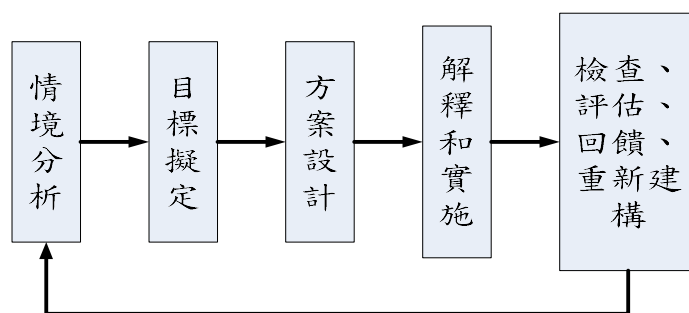 情境分析
目標擬定
方案設計
解釋和實施
檢查、
評估、
回饋、
重新建
構